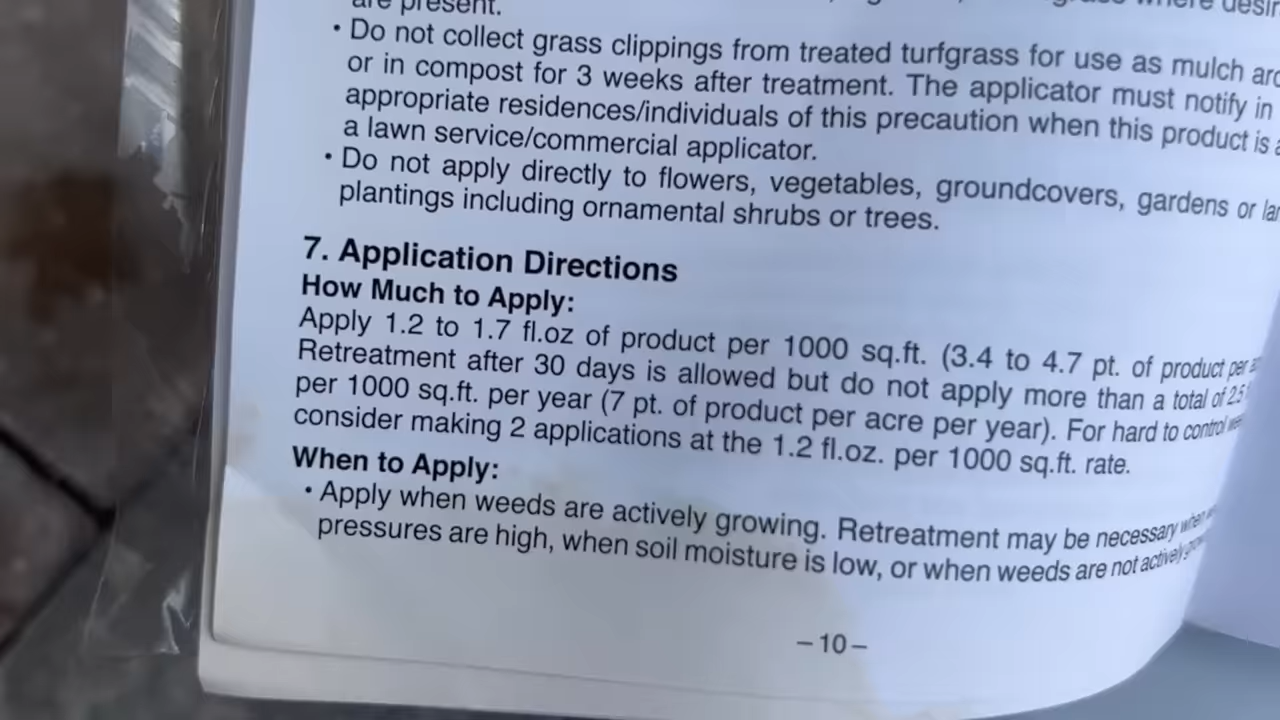 are present.
• Do not collect grass clippings from treated turfgrass for use as mulch
or in compost for 3 weeks after treatment. The applicator must notify in
appropriate residences/individuals of this precaution when this product is
a lawn service/commercial applicator.
• Do not apply directly to flowers, vegetables, groundcovers, gardens or
plantings including ornamental shrubs or trees.
7. Application Directions
How Much to Apply:
Apply 1.2 to 1.7 fl.oz of product per 1000 sq.ft. (3.4 to 4.7 pt. of product per
Retreatment after 30 days is allowed but do not apply more than a total of 2.5
per 1000 sq.ft. per year (7 pt. of product per acre per year). For hard to control
consider making 2 applications at the 1.2 fl.oz. per 1000 sq.ft. rate.
When to Apply:
• Apply when weeds are actively growing. Retreatment may be necessary when
pressures are high, when soil moisture is low, or when weeds are not actively
– 10 –